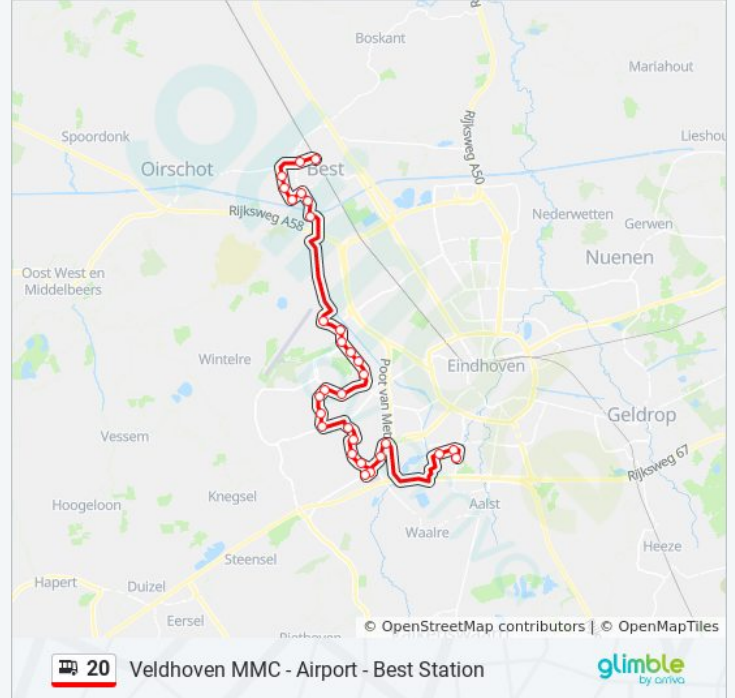 Boskant
Mariahout
Rijksweg A50
Spoordonk
Lieshou
Oirschot
Best
Rijksweg A58
Nederwetten
Gerwen
Nuenen
Oost West en
Middelbeers
Wintelre
Poot van Met
Eindhoven
Geldrop
Vessem
Rijksweg 67
Knegsel
Hoogeloon
Aalst
Waalre
Heeze
Steensel
Hapert
Duizel
Eersel
© OpenStreetMap contributors | © OpenMapTiles
20 Veldhoven MMC - Airport - Best Station
glimble
by arriva